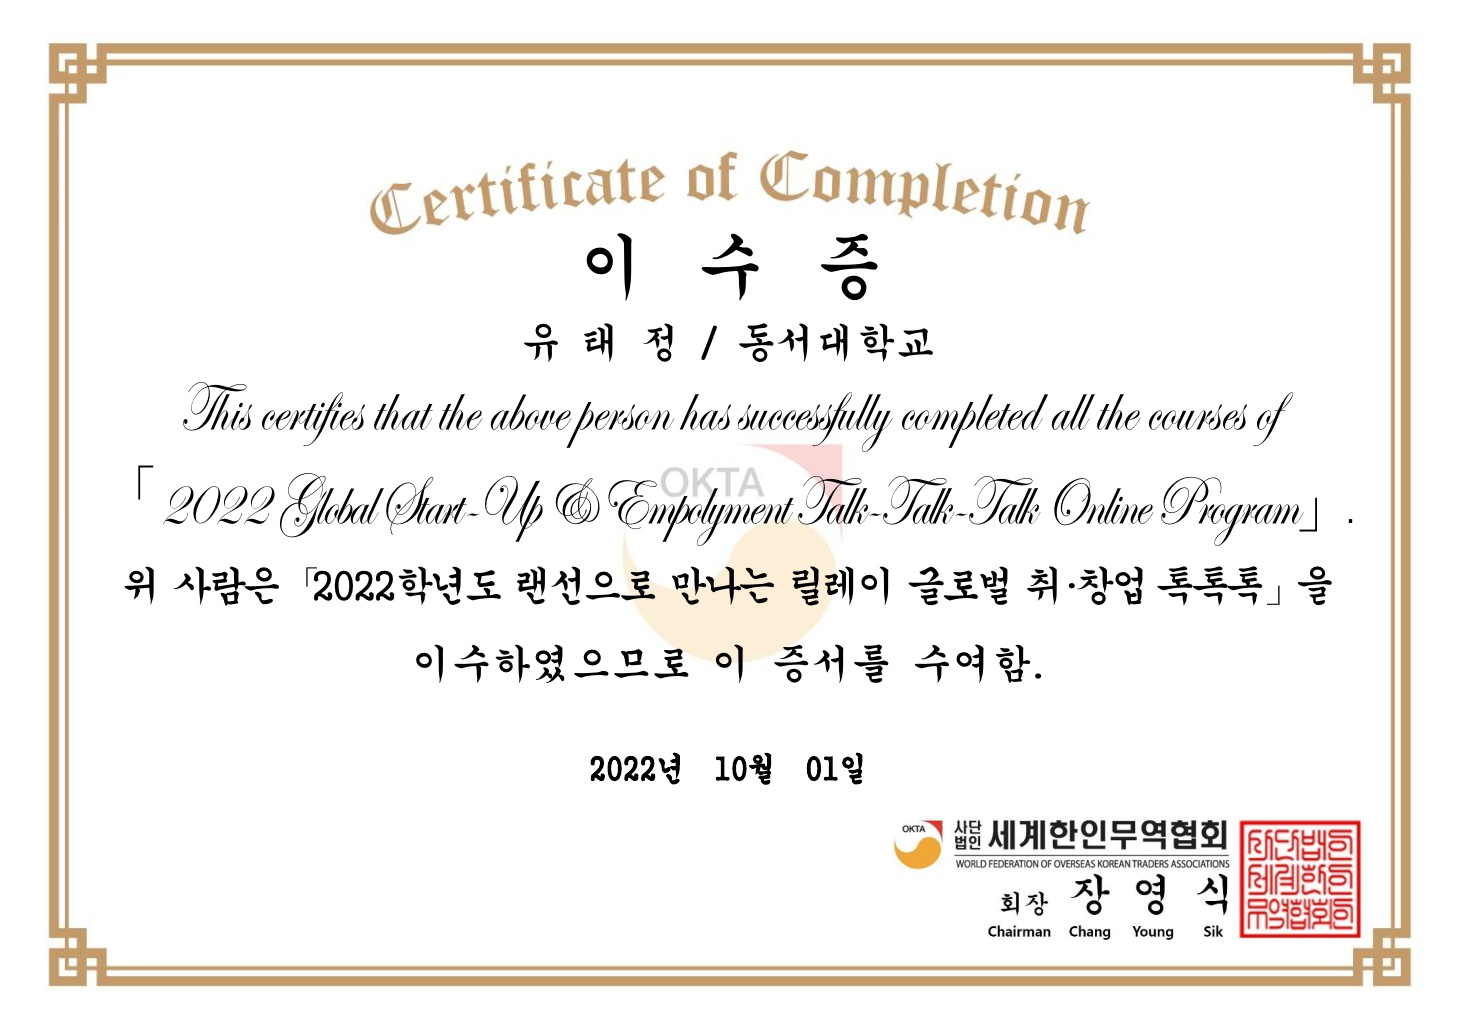 Certificate of Completion
이 수 증
유 태 정 / 동서대학교
This certifies that the above person has successfully completed all the courses of
OKTA
「 2022 Global Start-Up & Empolyment Talk-Talk-Talk Online Program」.
위 사람은 「2022학년도 랜선으로 만나는 릴레이 글로벌 취·창업 톡톡톡」을
이수하였으므로 이 증서를 수여함.
2022년 10월 01일
OKTA 사단법인 세계한인무역협회
WORLD FEDERATION OF OVERSEAS KOREAN TRADERS ASSOCIATIONS
회장 장 영 식
Chairman Chang Young Sik
사단법인
세계한인
무역협회인